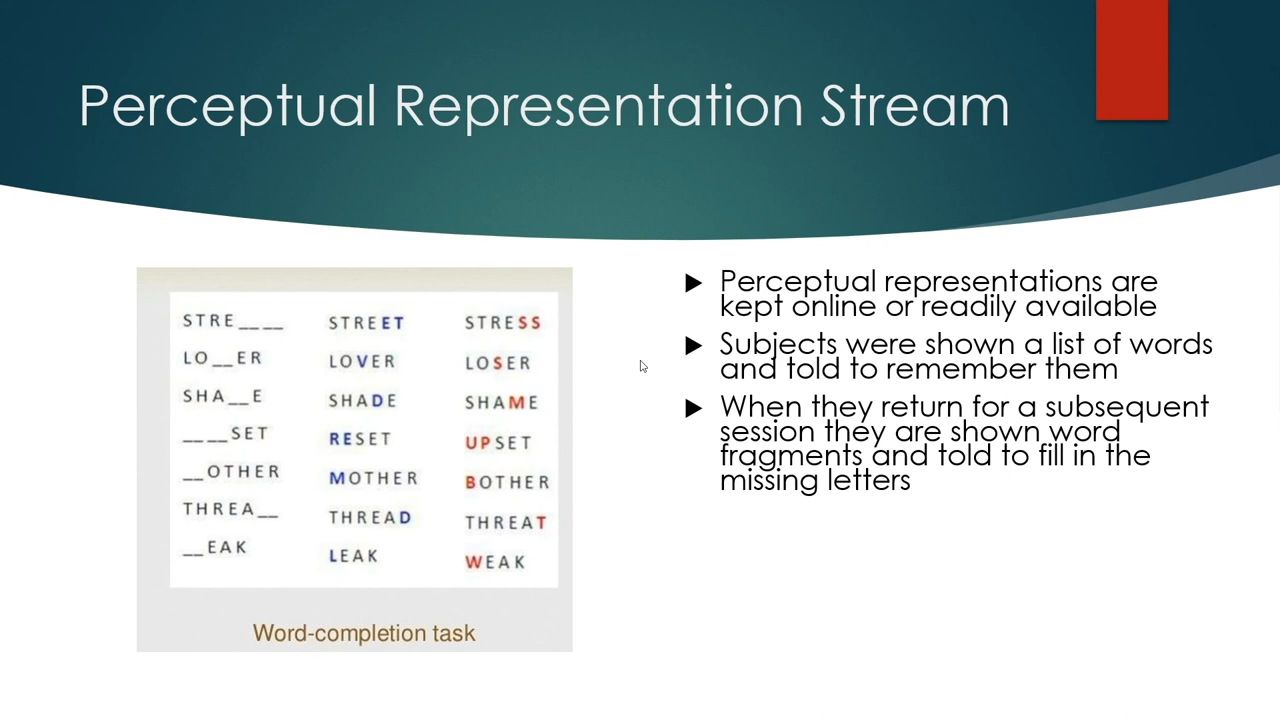 Perceptual Representation Stream
STRE____ STREET STRESS
LO__ER LOVER LOSER
SHA__E SHADE SHAME
____SET RESET UPSET
__OTHER MOTHER BOTHER
THREA__ THREAD THREAT
__EAK LEAK WEAK
Word-completion task
Perceptual representations are
kept online or readily available
Subjects were shown a list of words
and told to remember them
When they return for a subsequent
session they are shown word
fragments and told to fill in the
missing letters